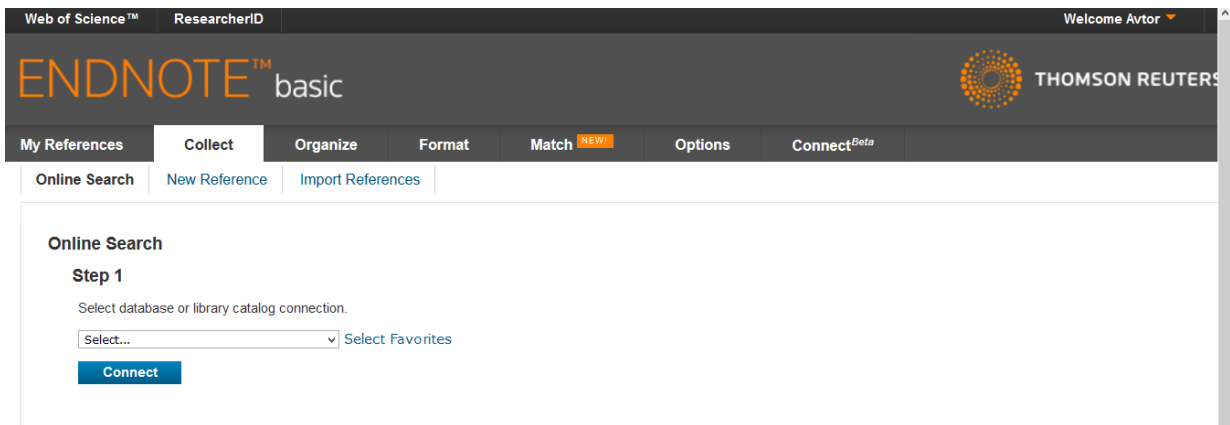 Web of Science™ ResearcherID Welcome Avtor
ENDNOTE™ basic THOMSON REUTERS
My References Collect Organize Format Match NEW! Options Connect Beta
Online Search New Reference Import References
Online Search
Step 1
Select database or library catalog connection.
Select... Select Favorites
Connect